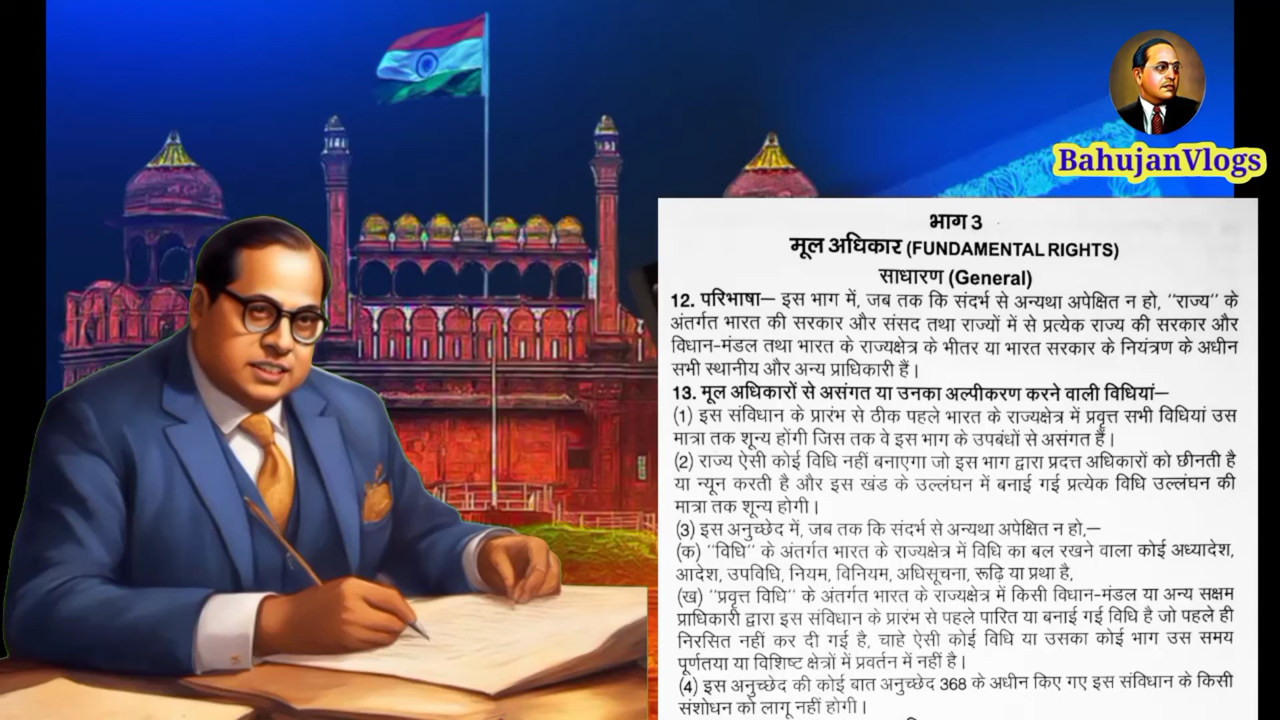 BahujanVlogs
भाग 3
मूल अधिकार (FUNDAMENTAL RIGHTS)
साधारण (General)
12. परिभाषा— इस भाग में, जब तक कि संदर्भ से अन्यथा अपेक्षित न हो, ''राज्य'' के
अंतर्गत भारत की सरकार और संसद तथा राज्यों में से प्रत्येक राज्य की सरकार और
विधान-मंडल तथा भारत के राज्यक्षेत्र के भीतर या भारत सरकार के नियंत्रण के अधीन
सभी स्थानीय और अन्य प्राधिकारी हैं।
13. मूल अधिकारों से असंगत या उनका अल्पीकरण करने वाली विधियां—
(1) इस संविधान के प्रारंभ से ठीक पहले भारत के राज्यक्षेत्र में प्रवृत्त सभी विधियां उस
मात्रा तक शून्य होंगी जिस तक वे इस भाग के उपबंधों से असंगत हैं।
(2) राज्य ऐसी कोई विधि नहीं बनाएगा जो इस भाग द्वारा प्रदत्त अधिकारों को छीनती है
या न्यून करती है और इस खंड के उल्लंघन में बनाई गई प्रत्येक विधि उल्लंघन की
मात्रा तक शून्य होगी।
(3) इस अनुच्छेद में, जब तक कि संदर्भ से अन्यथा अपेक्षित न हो,—
(क) ''विधि'' के अंतर्गत भारत के राज्यक्षेत्र में विधि का बल रखने वाला कोई अध्यादेश,
आदेश, उपविधि, नियम, विनियम, अधिसूचना, रूढ़ि या प्रथा है,
(ख) ''प्रवृत्त विधि'' के अंतर्गत भारत के राज्यक्षेत्र में किसी विधान-मंडल या अन्य सक्षम
प्राधिकारी द्वारा इस संविधान के प्रारंभ से पहले पारित या बनाई गई विधि है जो पहले ही
निरसित नहीं कर दी गई है, चाहे ऐसी कोई विधि या उसका कोई भाग उस समय
पूर्णतया या विशिष्ट क्षेत्रों में प्रवर्तन में नहीं है।
(4) इस अनुच्छेद की कोई बात अनुच्छेद 368 के अधीन किए गए इस संविधान के किसी
संशोधन को लागू नहीं होगी।